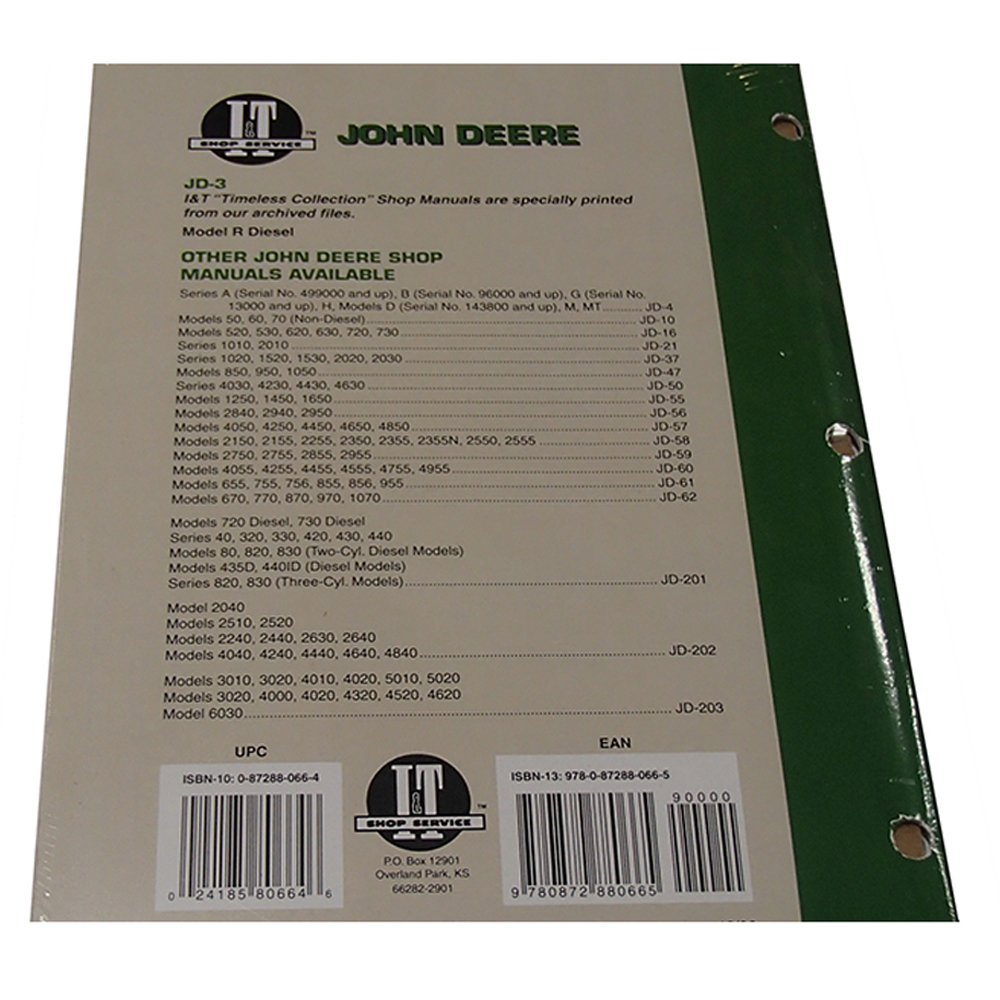 I&T
SHOP SERVICE
™
JOHN DEERE
JD-3
I&T "Timeless Collection" Shop Manuals are specially printed
from our archived files.
Model R Diesel
OTHER JOHN DEERE SHOP
MANUALS AVAILABLE
Series A (Serial No. 499000 and up), B (Serial No. 96000 and up), G (Serial No.
13000 and up), H, Models D (Serial No. 143800 and up), M, MT.......... JD-4
Models 50, 60, 70 (Non-Diesel).......... JD-10
Models 520, 530, 620, 630, 720, 730.......... JD-16
Series 1010, 2010.......... JD-21
Series 1020, 1520, 1530, 2020, 2030.......... JD-37
Models 850, 950, 1050.......... JD-47
Series 4030, 4230, 4430, 4630.......... JD-50
Models 1250, 1450, 1650.......... JD-55
Models 2840, 2940, 2950.......... JD-56
Models 4050, 4250, 4450, 4650, 4850.......... JD-57
Models 2150, 2155, 2255, 2350, 2355, 2355N, 2550, 2555.......... JD-58
Models 2750, 2755, 2855, 2955.......... JD-59
Models 4055, 4255, 4455, 4555, 4755, 4955.......... JD-60
Models 655, 755, 756, 855, 856, 955.......... JD-61
Models 670, 770, 870, 970, 1070.......... JD-62
Models 720 Diesel, 730 Diesel
Series 40, 320, 330, 420, 430, 440
Models 80, 820, 830 (Two-Cyl. Diesel Models)
Models 435D, 440ID (Diesel Models)
Series 820, 830 (Three-Cyl. Models).......... JD-201
Model 2040
Models 2510, 2520
Models 2240, 2440, 2630, 2640
Models 4040, 4240, 4440, 4640, 4840.......... JD-202
Models 3010, 3020, 4010, 4020, 5010, 5020
Models 3020, 4000, 4020, 4320, 4520, 4620
Model 6030.......... JD-203
UPC
ISBN-10: 0-87288-066-4
0 24185 80664 6
I&T
SHOP SERVICE
™
P.O. Box 12901
Overland Park, KS
66282-2901
EAN
ISBN-13: 978-0-87288-066-5
90000
9 780872 880665